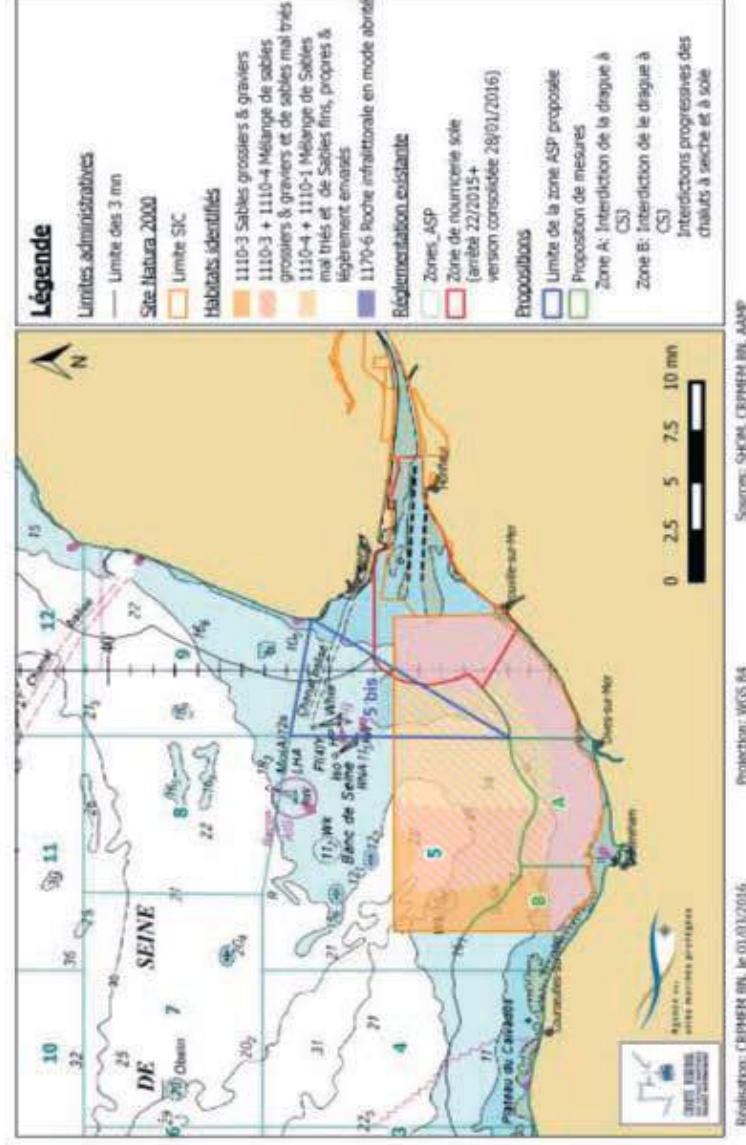 Légende
Limites administratives
Limite des 3 mn
Site Natura 2000
Limite SIC
Habitats identifiés
1110-3 Sables grossiers & graviers
1110-3 + 1110-4 Mélange de sables
grossiers & graviers et de sables mal triés
1110-4 + 1110-1 Mélange de Sables
mal triés et de Sables fins, propres &
légèrement envasés
1170-6 Roche infralittorale en mode abrité
Réglementation existante
Zones_ASP
Zone de nourricerie sole
(arrêté 22/2015+
version consolidée 28/01/2016)
Propositions
Limite de la zone ASP proposée
Proposition de mesures
Zone A: Interdiction de la drague à
CSJ
Zone B: Interdiction de le drague à
CSJ
Interdictions progressives des
chaluts à seiche et à sole
N
10
11
12
7
8
9
DE
SEINE
Banc de Seine
5 bis
5
4
3
6
A
B
LHA
Honfleur
Dives-sur-Mer
Plateau du Calvados
0 2.5 5 7.5 10 mn
Réalisation: CRPMEM BN, le 01/03/2016
Projection: WGS 84
Sources: SHOM, CRPMEM BN, AAMP